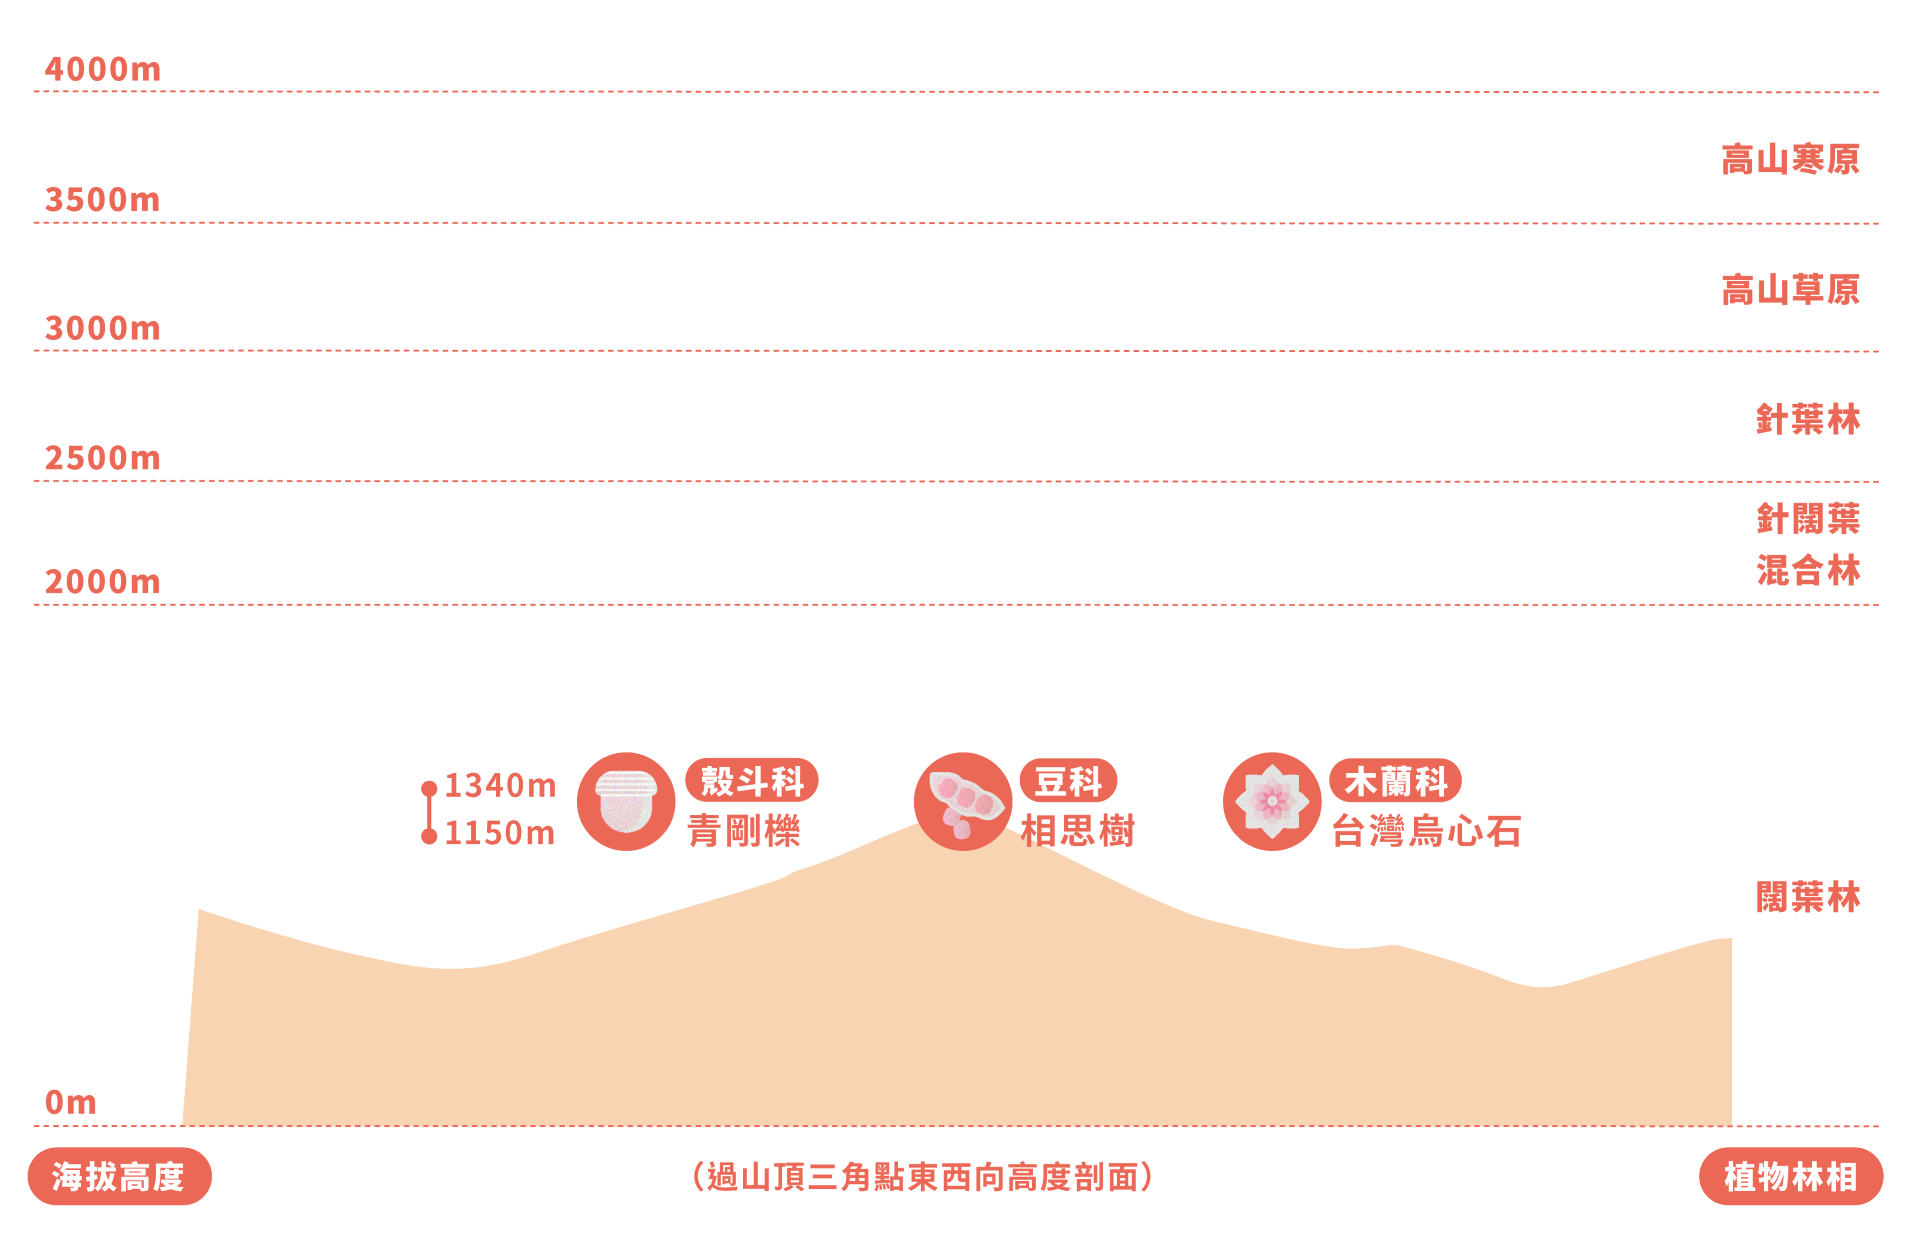 4000m
高山寒原
3500m
高山草原
3000m
針葉林
2500m
針闊葉
混合林
2000m
1340m
1150m
殼斗科
青剛櫟
豆科
相思樹
木蘭科
台灣烏心石
闊葉林
0m
海拔高度
（過山頂三角點東西向高度剖面）
植物林相